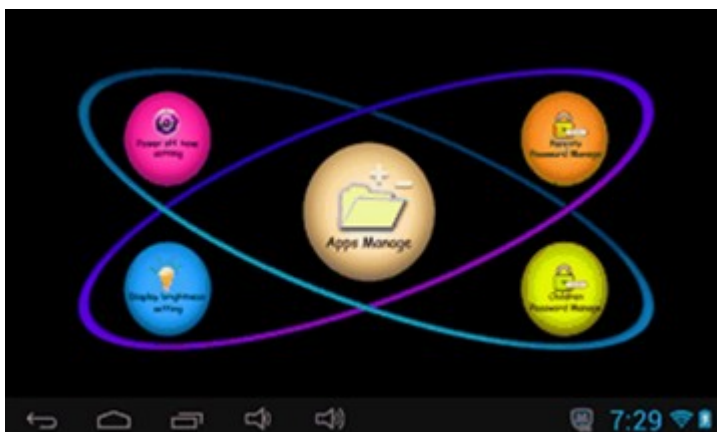 Power off time
setting
Parents
Password Manage
Apps Manage
Display brightness
setting
Children
Password Manage
7:29